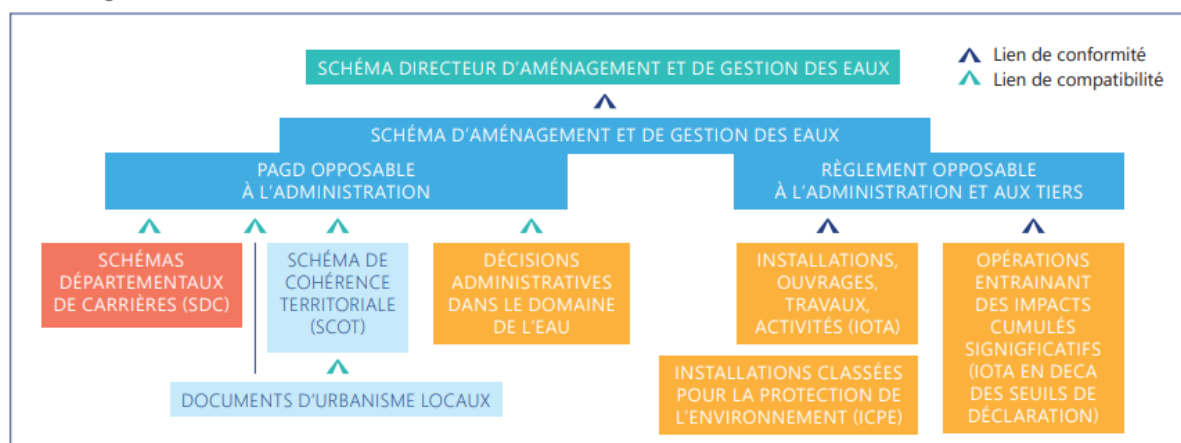 SCHÉMA DIRECTEUR D'AMÉNAGEMENT ET DE GESTION DES EAUX
Lien de conformité
Lien de compatibilité
SCHÉMA D'AMÉNAGEMENT ET DE GESTION DES EAUX
PAGD OPPOSABLE
À L'ADMINISTRATION
RÈGLEMENT OPPOSABLE
À L'ADMINISTRATION ET AUX TIERS
SCHÉMAS
DÉPARTEMENTAUX
DE CARRIÈRES (SDC)
SCHÉMA DE
COHÉRENCE
TERRITORIALE
(SCOT)
DÉCISIONS
ADMINISTRATIVES
DANS LE DOMAINE
DE L'EAU
INSTALLATIONS,
OUVRAGES,
TRAVAUX,
ACTIVITÉS (IOTA)
OPÉRATIONS
ENTRAINANT
DES IMPACTS
CUMULÉS
SIGNIGFICATIFS
(IOTA EN DECA
DES SEUILS DE
DÉCLARATION)
DOCUMENTS D'URBANISME LOCAUX
INSTALLATIONS CLASSÉES
POUR LA PROTECTION DE
L'ENVIRONNEMENT (ICPE)